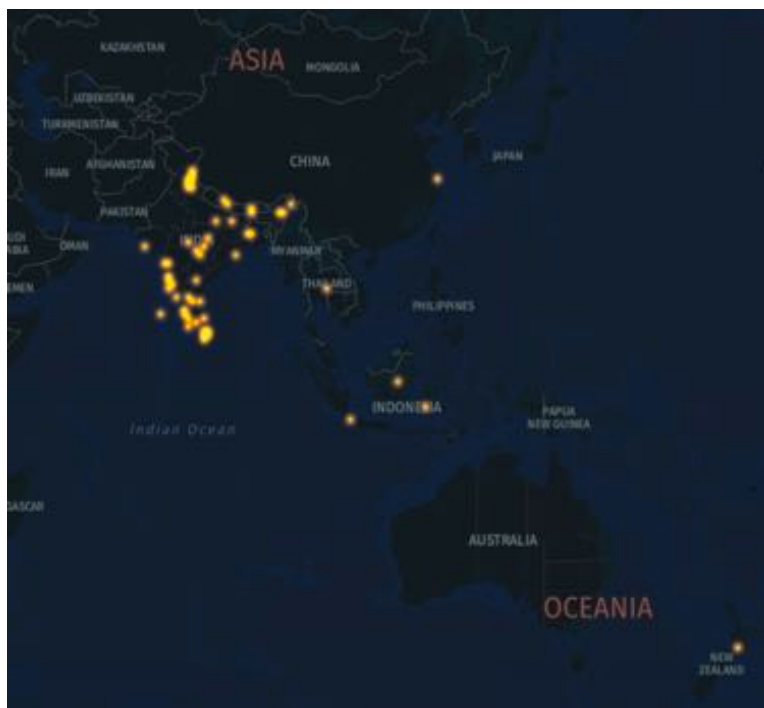 KAZAKHSTAN
ASIA
MONGOLIA
UZBEKISTAN
TURKMENISTAN
JAPAN
CHINA
AFGHANISTAN
IRAN
PAKISTAN
OMAN
MYANMAR
THAILAND
PHILIPPINES
INDONESIA
PAPUA
NEW GUINEA
Indian Ocean
AUSTRALIA
OCEANIA
NEW
ZEALAND